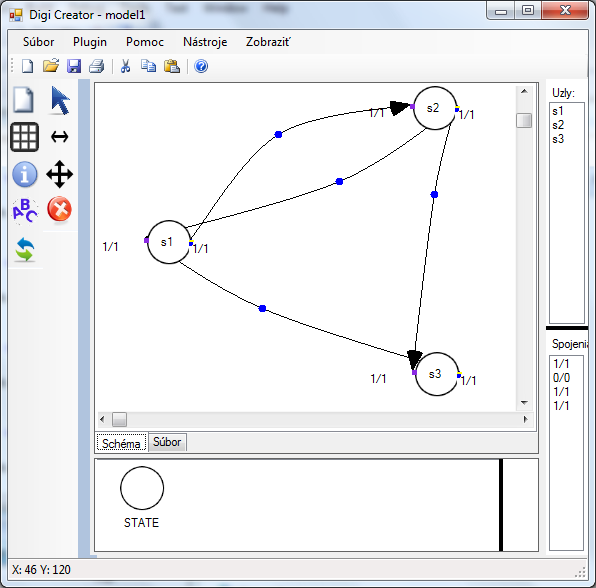 Digi Creator - model1
Súbor Plugin Pomoc Nástroje Zobraziť
Uzly:
s1
s2
s3
1/1 s2 1/1
1/1 s1 1/1
1/1 s3 1/1
Spojenia
1/1
0/0
1/1
1/1
ABC
Schéma Súbor
STATE
X: 46 Y: 120